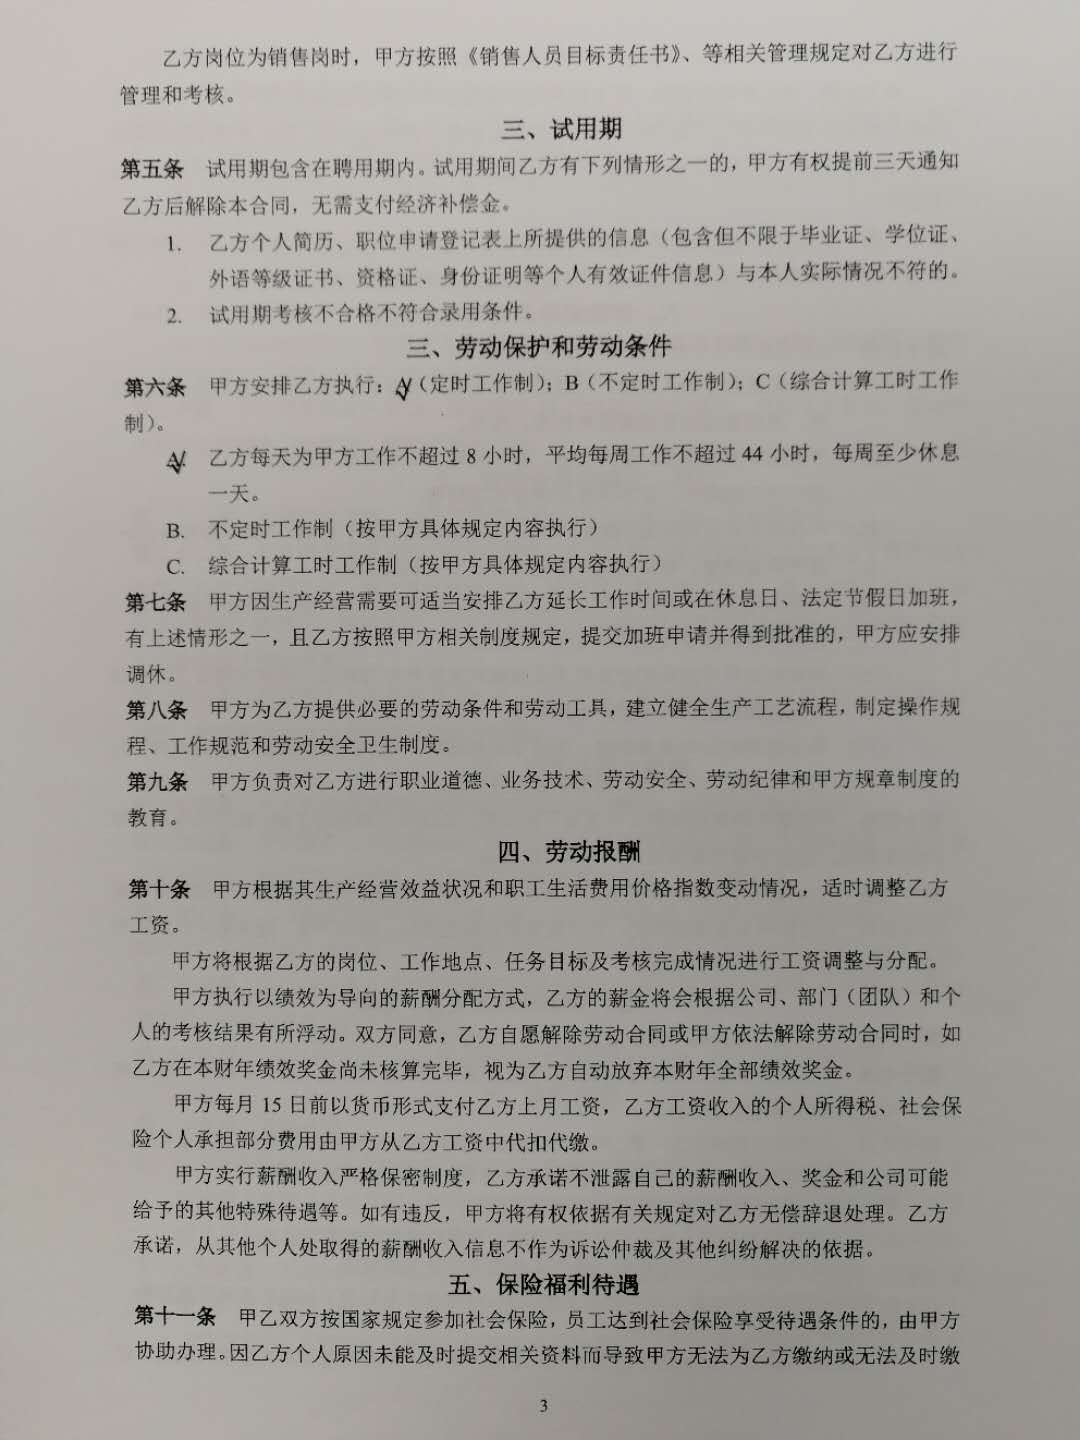 乙方岗位为销售岗时，甲方按照《销售人员目标责任书》、等相关管理规定对乙方进行
管理和考核。
三、试用期
第五条 试用期包含在聘用期内。试用期间乙方有下列情形之一的，甲方有权提前三天通知
乙方后解除本合同，无需支付经济补偿金。
1. 乙方个人简历、职位申请登记表上所提供的信息（包含但不限于毕业证、学位证、
外语等级证书、资格证、身份证明等个人有效证件信息）与本人实际情况不符的。
2. 试用期考核不合格不符合录用条件。
三、劳动保护和劳动条件
第六条 甲方安排乙方执行：A√（定时工作制）；B（不定时工作制）；C（综合计算工时工作
制）。
A√. 乙方每天为甲方工作不超过 8 小时，平均每周工作不超过 44 小时，每周至少休息
一天。
B. 不定时工作制（按甲方具体规定内容执行）
C. 综合计算工时工作制（按甲方具体规定内容执行）
第七条 甲方因生产经营需要可适当安排乙方延长工作时间或在休息日、法定节假日加班，
有上述情形之一，且乙方按照甲方相关制度规定，提交加班申请并得到批准的，甲方应安排
调休。
第八条 甲方为乙方提供必要的劳动条件和劳动工具，建立健全生产工艺流程，制定操作规
程、工作规范和劳动安全卫生制度。
第九条 甲方负责对乙方进行职业道德、业务技术、劳动安全、劳动纪律和甲方规章制度的
教育。
四、劳动报酬
第十条 甲方根据其生产经营效益状况和职工生活费用价格指数变动情况，适时调整乙方
工资。
甲方将根据乙方的岗位、工作地点、任务目标及考核完成情况进行工资调整与分配。
甲方执行以绩效为导向的薪酬分配方式，乙方的薪金将会根据公司、部门（团队）和个
人的考核结果有所浮动。双方同意，乙方自愿解除劳动合同或甲方依法解除劳动合同时，如
乙方在本财年绩效奖金尚未核算完毕，视为乙方自动放弃本财年全部绩效奖金。
甲方每月 15 日前以货币形式支付乙方上月工资，乙方工资收入的个人所得税、社会保
险个人承担部分费用由甲方从乙方工资中代扣代缴。
甲方实行薪酬收入严格保密制度，乙方承诺不泄露自己的薪酬收入、奖金和公司可能
给予的其他特殊待遇等。如有违反，甲方将有权依据有关规定对乙方无偿辞退处理。乙方
承诺，从其他个人处取得的薪酬收入信息不作为诉讼仲裁及其他纠纷解决的依据。
五、保险福利待遇
第十一条 甲乙双方按国家规定参加社会保险，员工达到社会保险享受待遇条件的，由甲方
协助办理。因乙方个人原因未能及时提交相关资料而导致甲方无法为乙方缴纳或无法及时缴
3